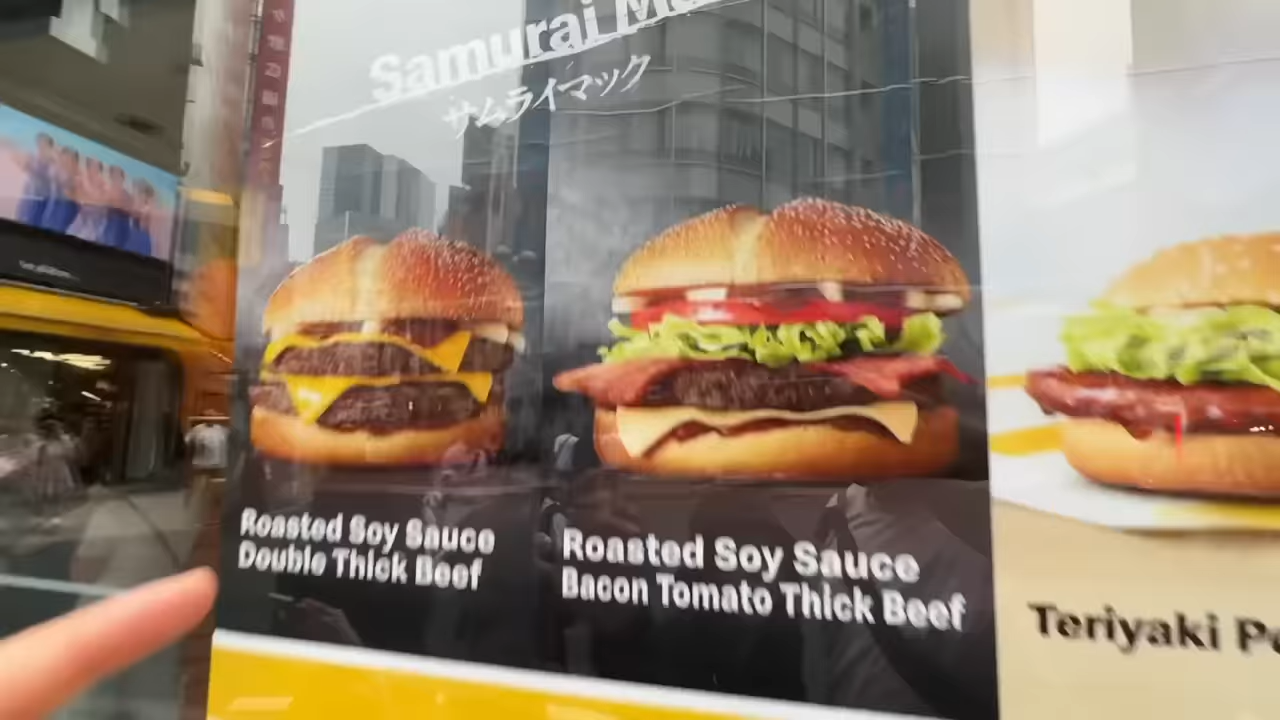 Samurai
サムライマック
Roasted Soy Sauce
Double Thick Beef
Roasted Soy Sauce
Bacon Tomato Thick Beef
Teriyaki